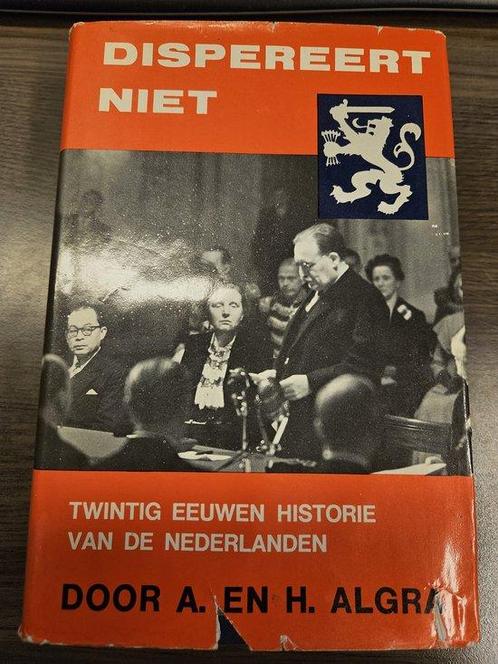 DISPEREERT
NIET
TWINTIG EEUWEN HISTORIE
VAN DE NEDERLANDEN
DOOR A. EN H. ALGRA